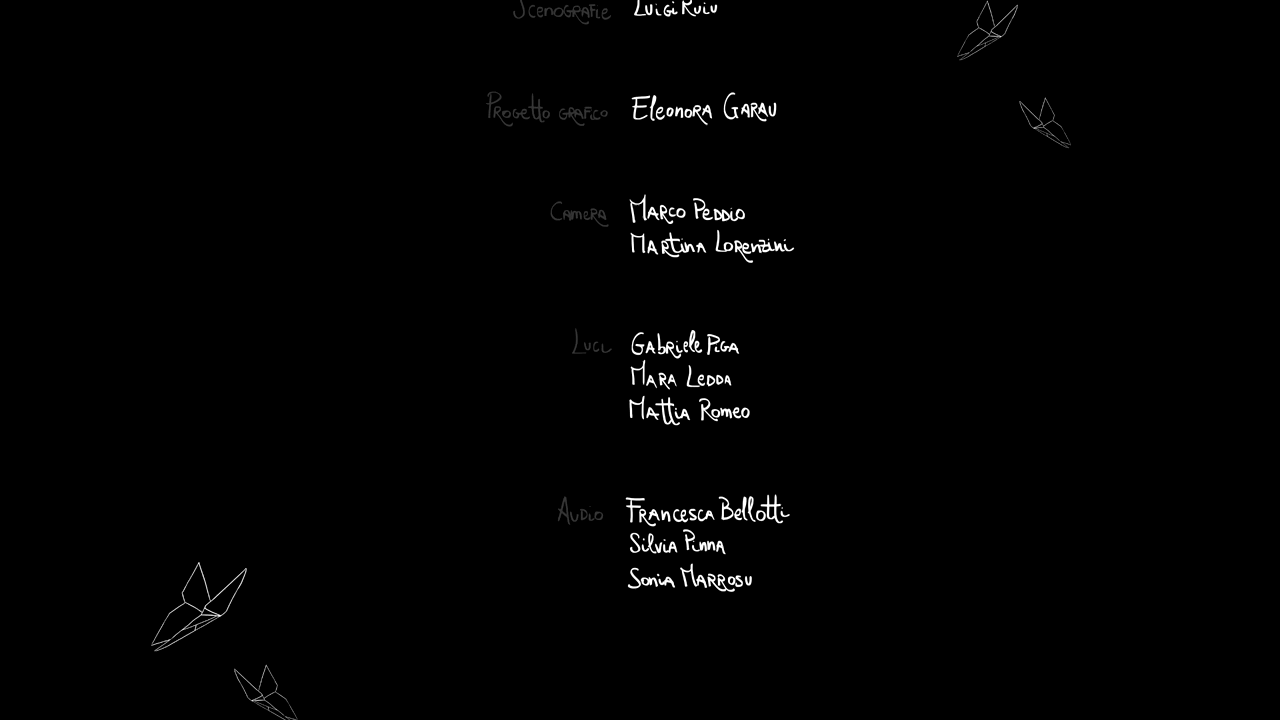 Scenografie Luigi Ruiu
Progetto grafico Eleonora Garau
Camera Marco Peddio
Martina Lorenzini
Luci Gabriele Piga
Mara Ledda
Mattia Romeo
Audio Francesca Bellotti
Silvia Pinna
Sonia Marrosu